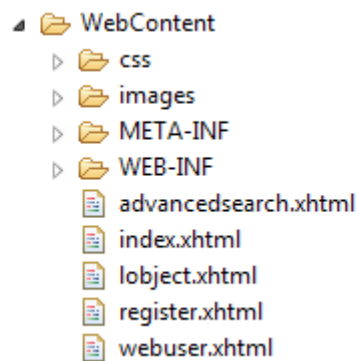 WebContent
css
images
META-INF
WEB-INF
advancedsearch.xhtml
index.xhtml
lobject.xhtml
register.xhtml
webuser.xhtml